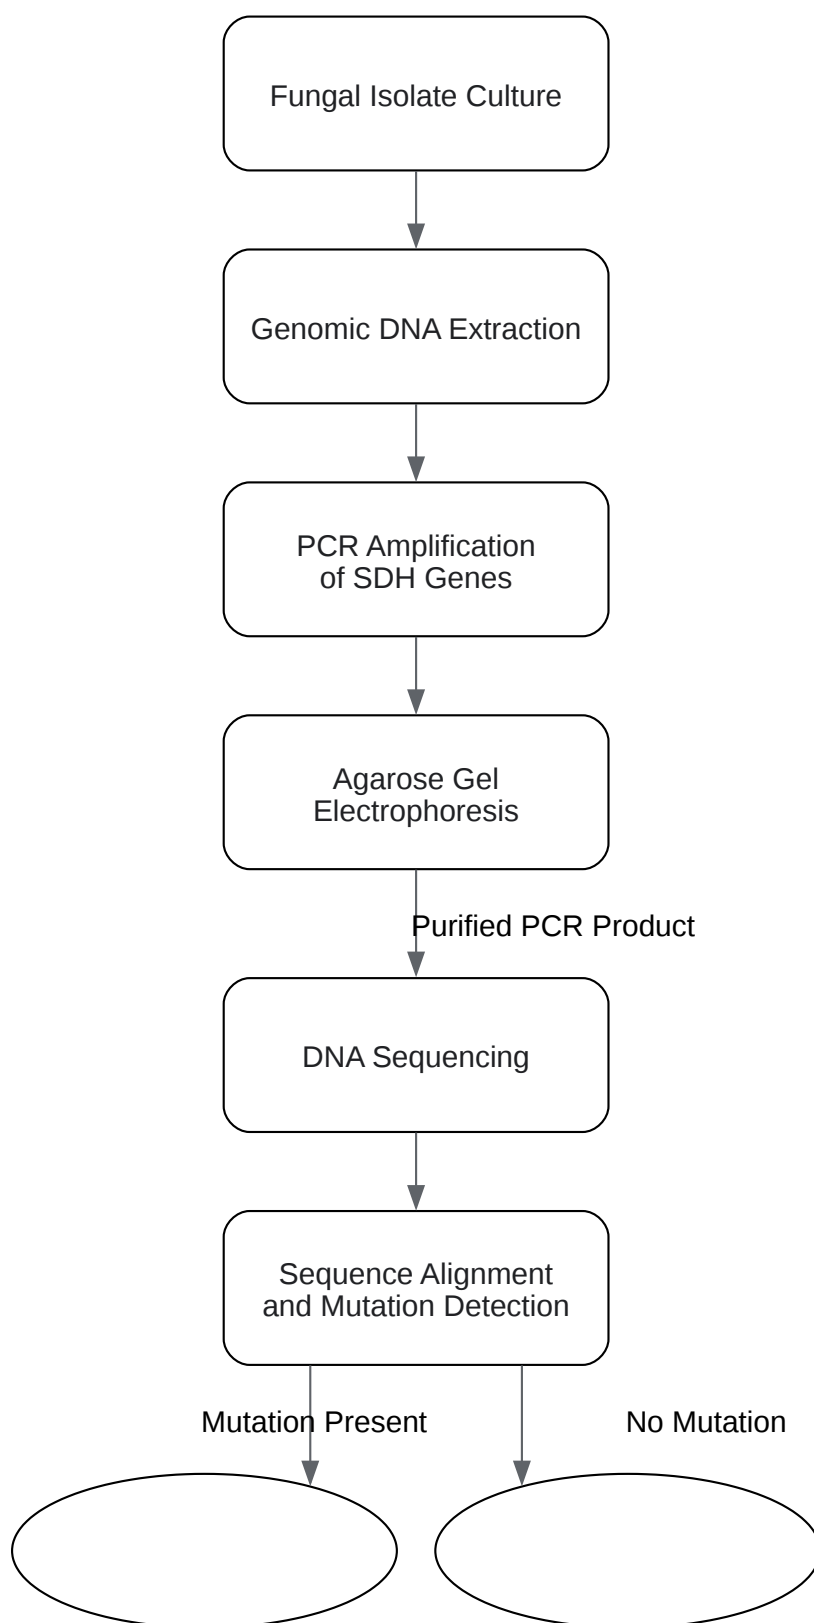 Fungal Isolate Culture
Genomic DNA Extraction
PCR Amplification
of SDH Genes
Agarose Gel
Electrophoresis
Purified PCR Product
DNA Sequencing
Sequence Alignment
and Mutation Detection
Mutation Present
No Mutation